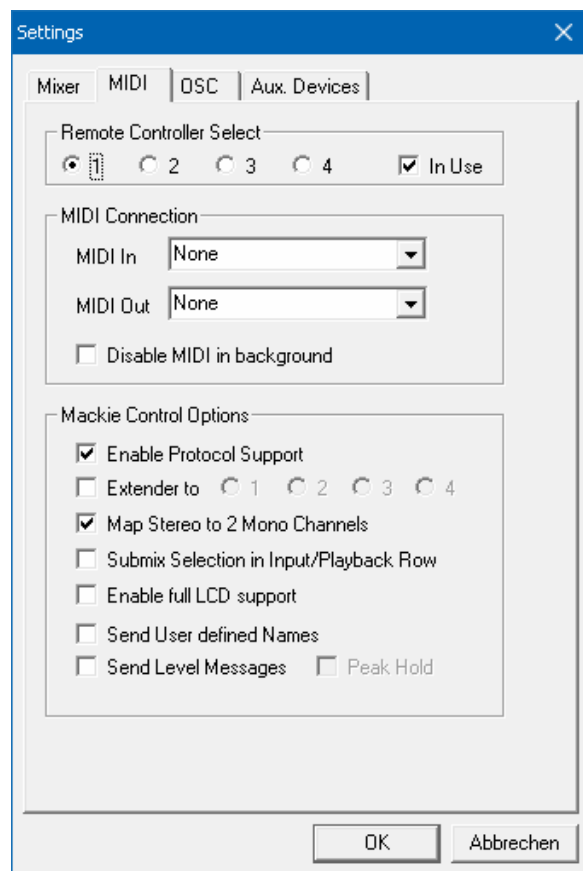 Settings
Mixer MIDI OSC Aux. Devices
Remote Controller Select
1 2 3 4 In Use
MIDI Connection
MIDI In None
MIDI Out None
Disable MIDI in background
Mackie Control Options
Enable Protocol Support
Extender to 1 2 3 4
Map Stereo to 2 Mono Channels
Submix Selection in Input/Playback Row
Enable full LCD support
Send User defined Names
Send Level Messages Peak Hold
OK Abbrechen